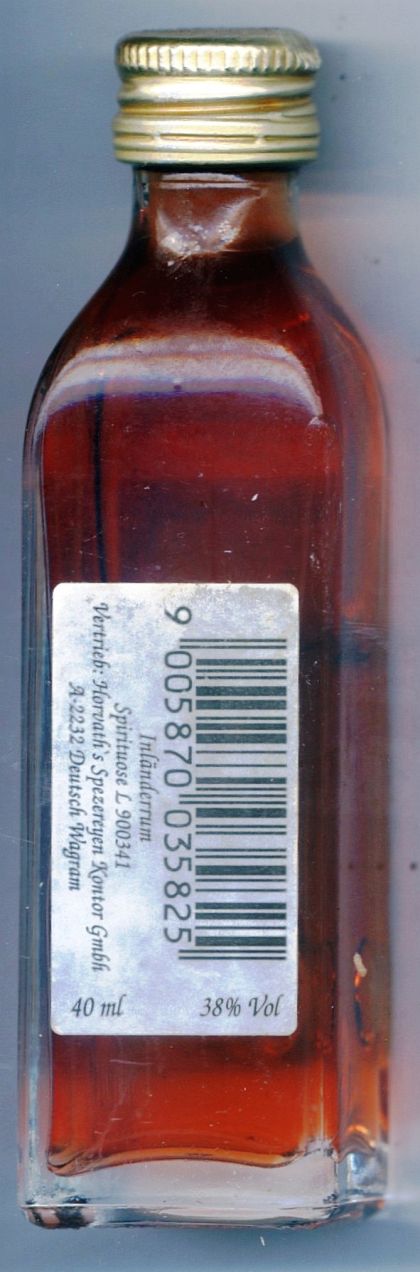 9 005870 035825
Inländerrum
Spirituose L 900341
Vertrieb: Horvath's Spezereyen Kontor Gmbh
A-2232 Deutsch Wagram
40 ml
38% Vol